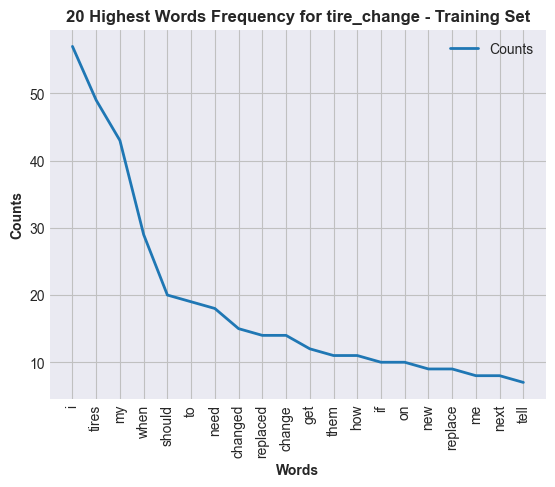 20 Highest Words Frequency for tire_change - Training Set
Counts
Counts
50
40
30
20
10
i
tires
my
when
should
to
need
changed
replaced
change
get
them
how
if
on
new
replace
me
next
tell
Words